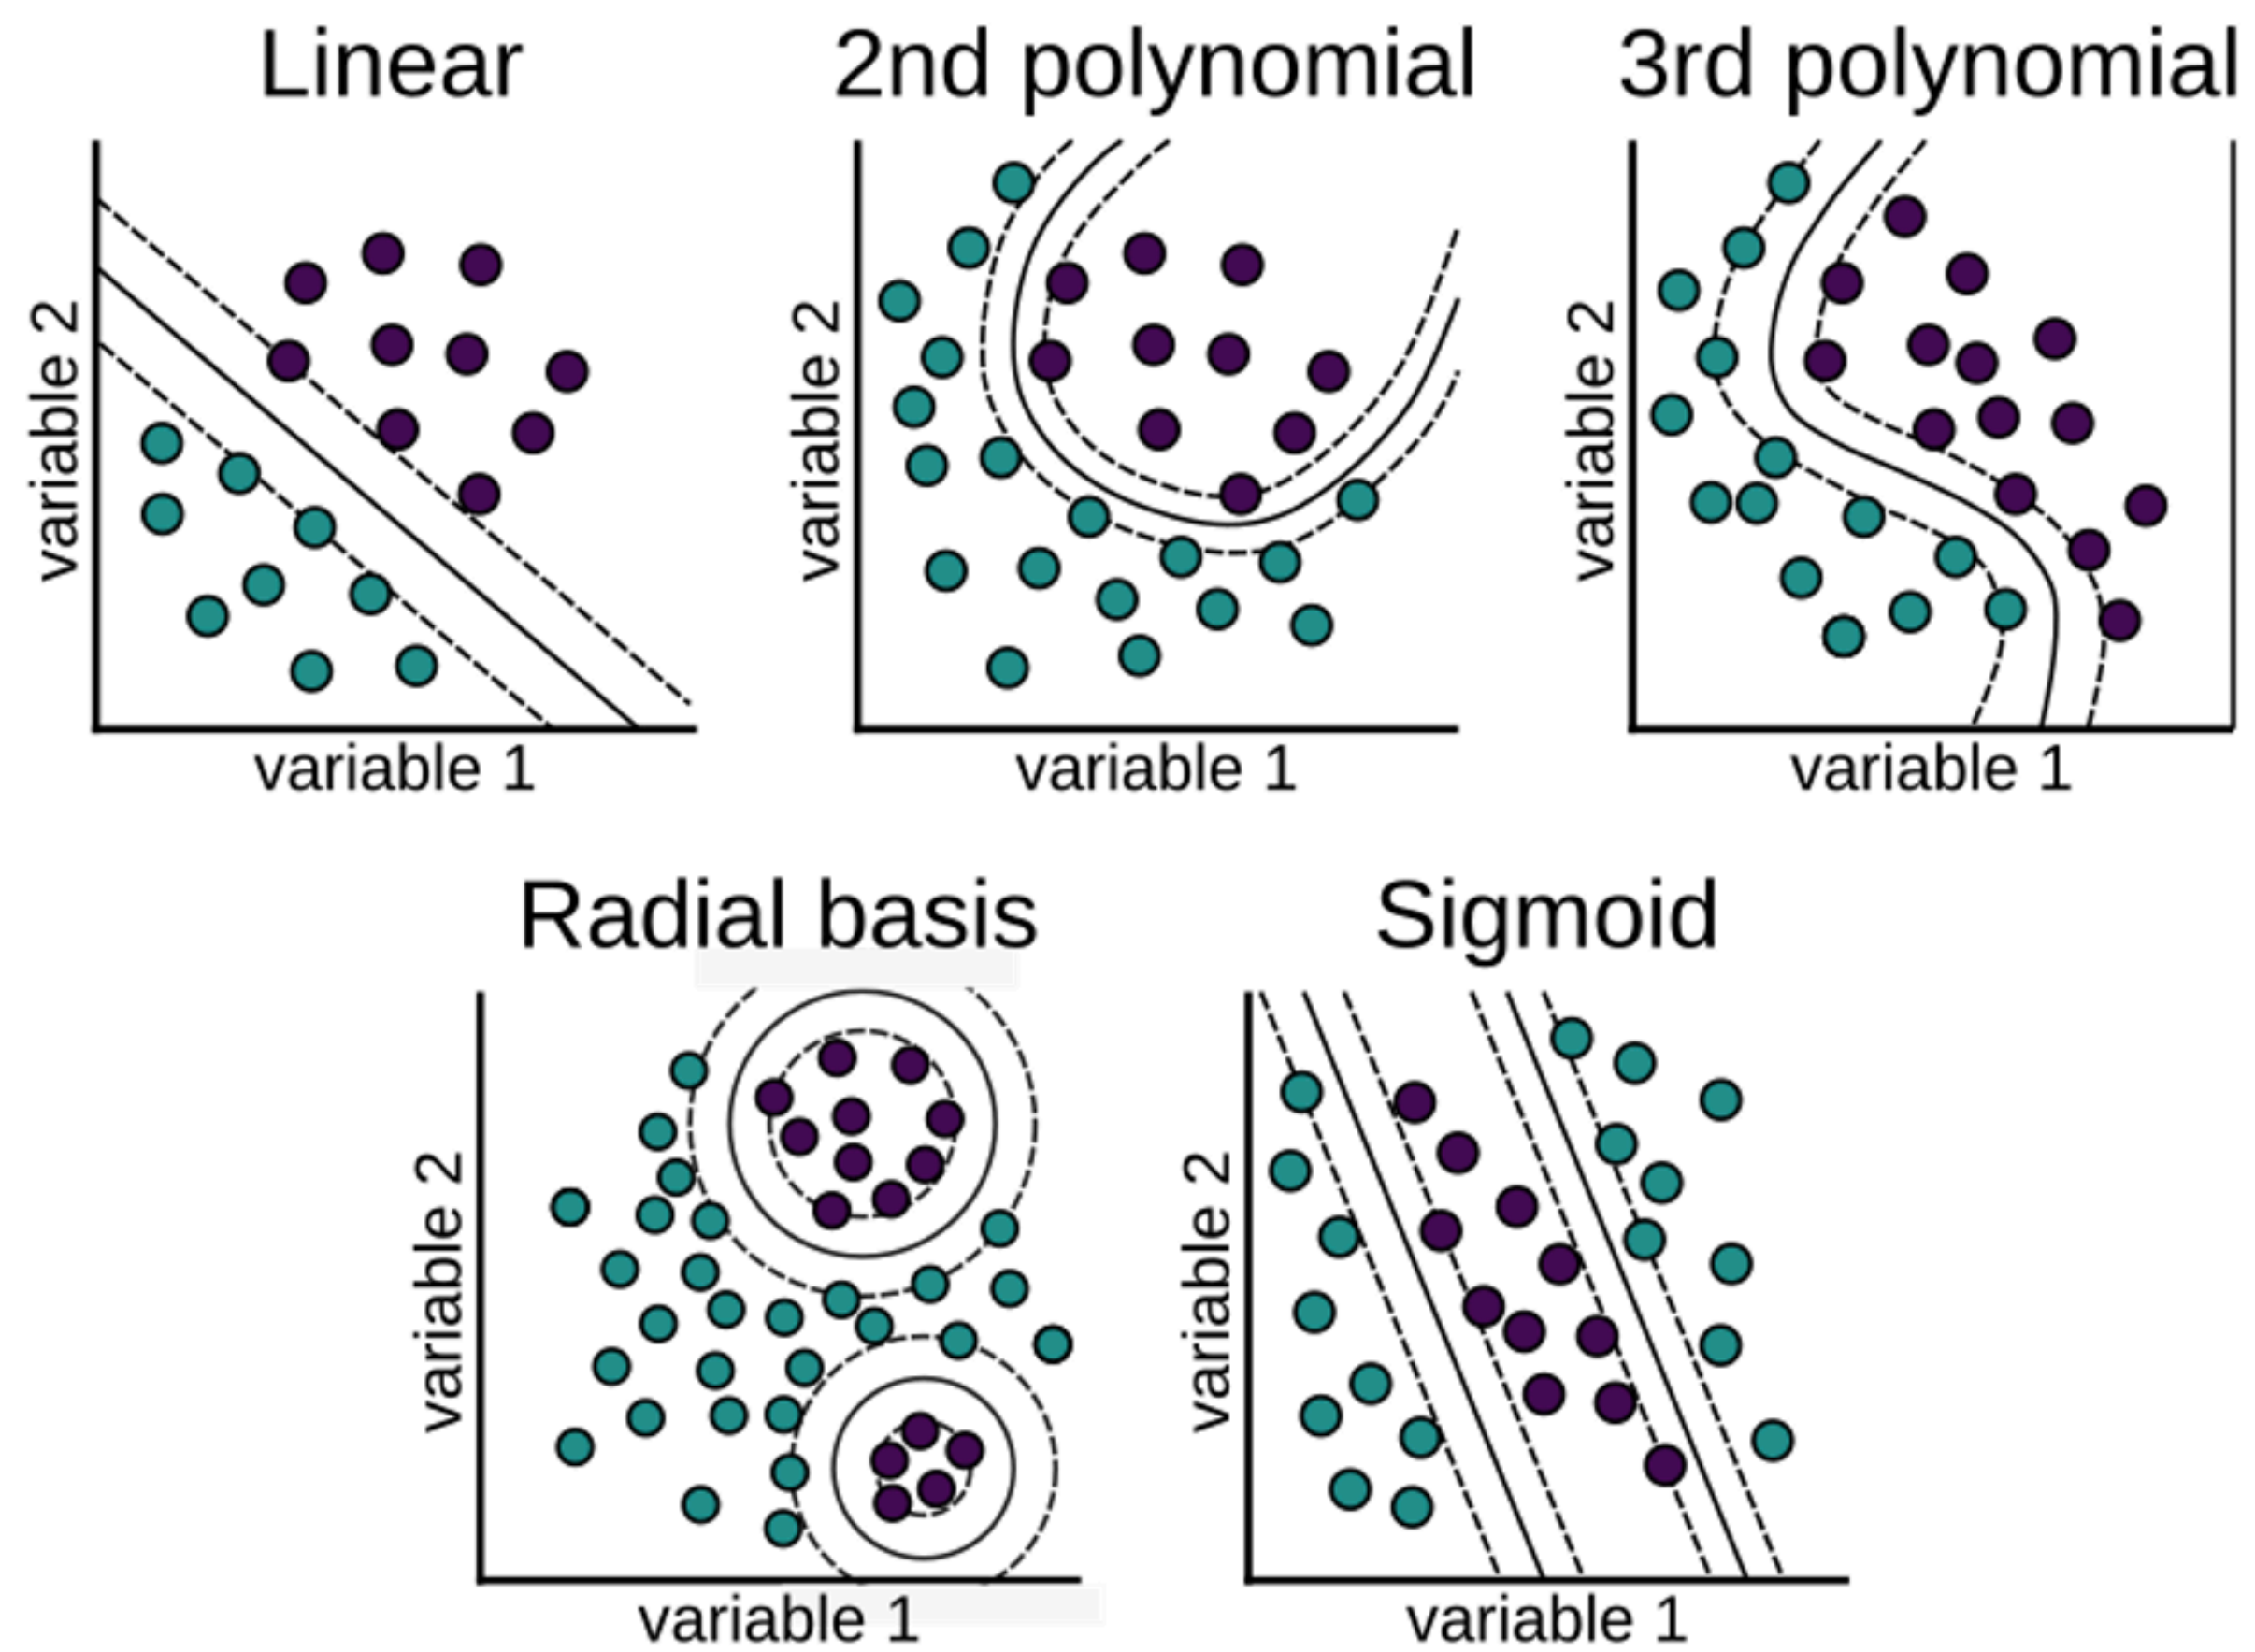 Linear
2nd polynomial
3rd polynomial
variable 2
variable 1
variable 2
variable 1
variable 2
variable 1
Radial basis
Sigmoid
variable 2
variable 1
variable 2
variable 1